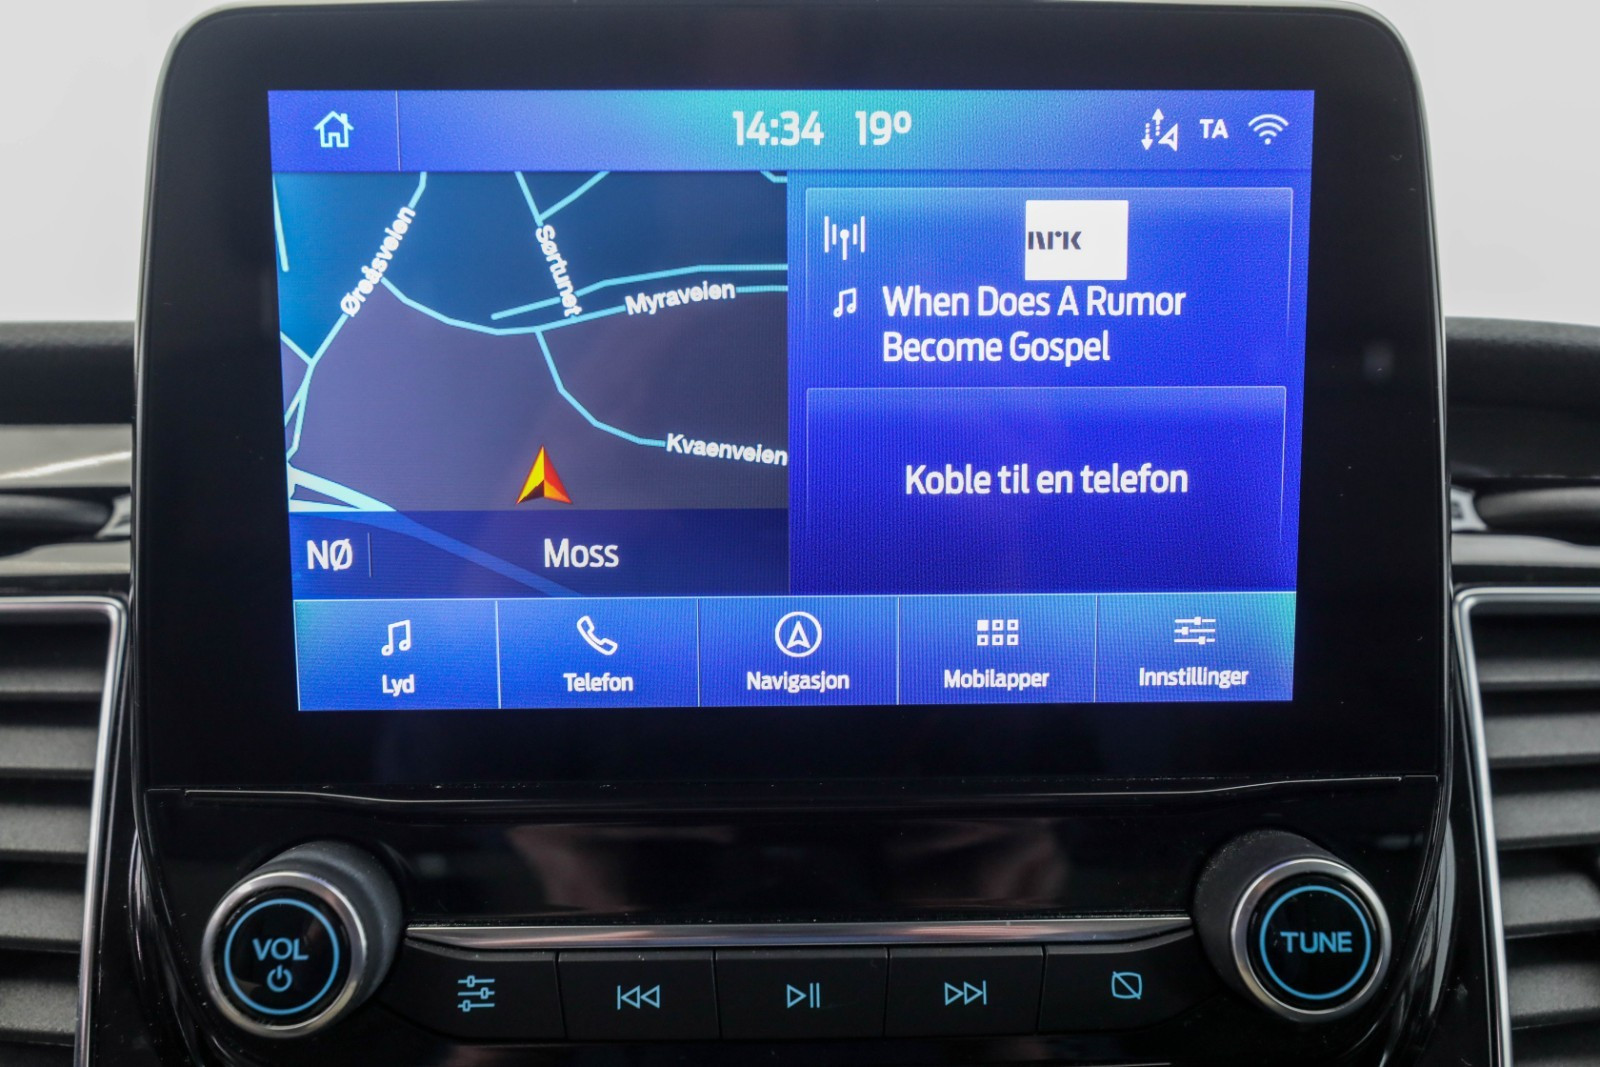 14:34 19º TA
Øreåsveien
Sørtunet
Myraveien
Kvaenveien
NØ Moss
nrk
When Does A Rumor
Become Gospel
Koble til en telefon
Lyd Telefon Navigasjon Mobilapper Innstillinger
VOL TUNE